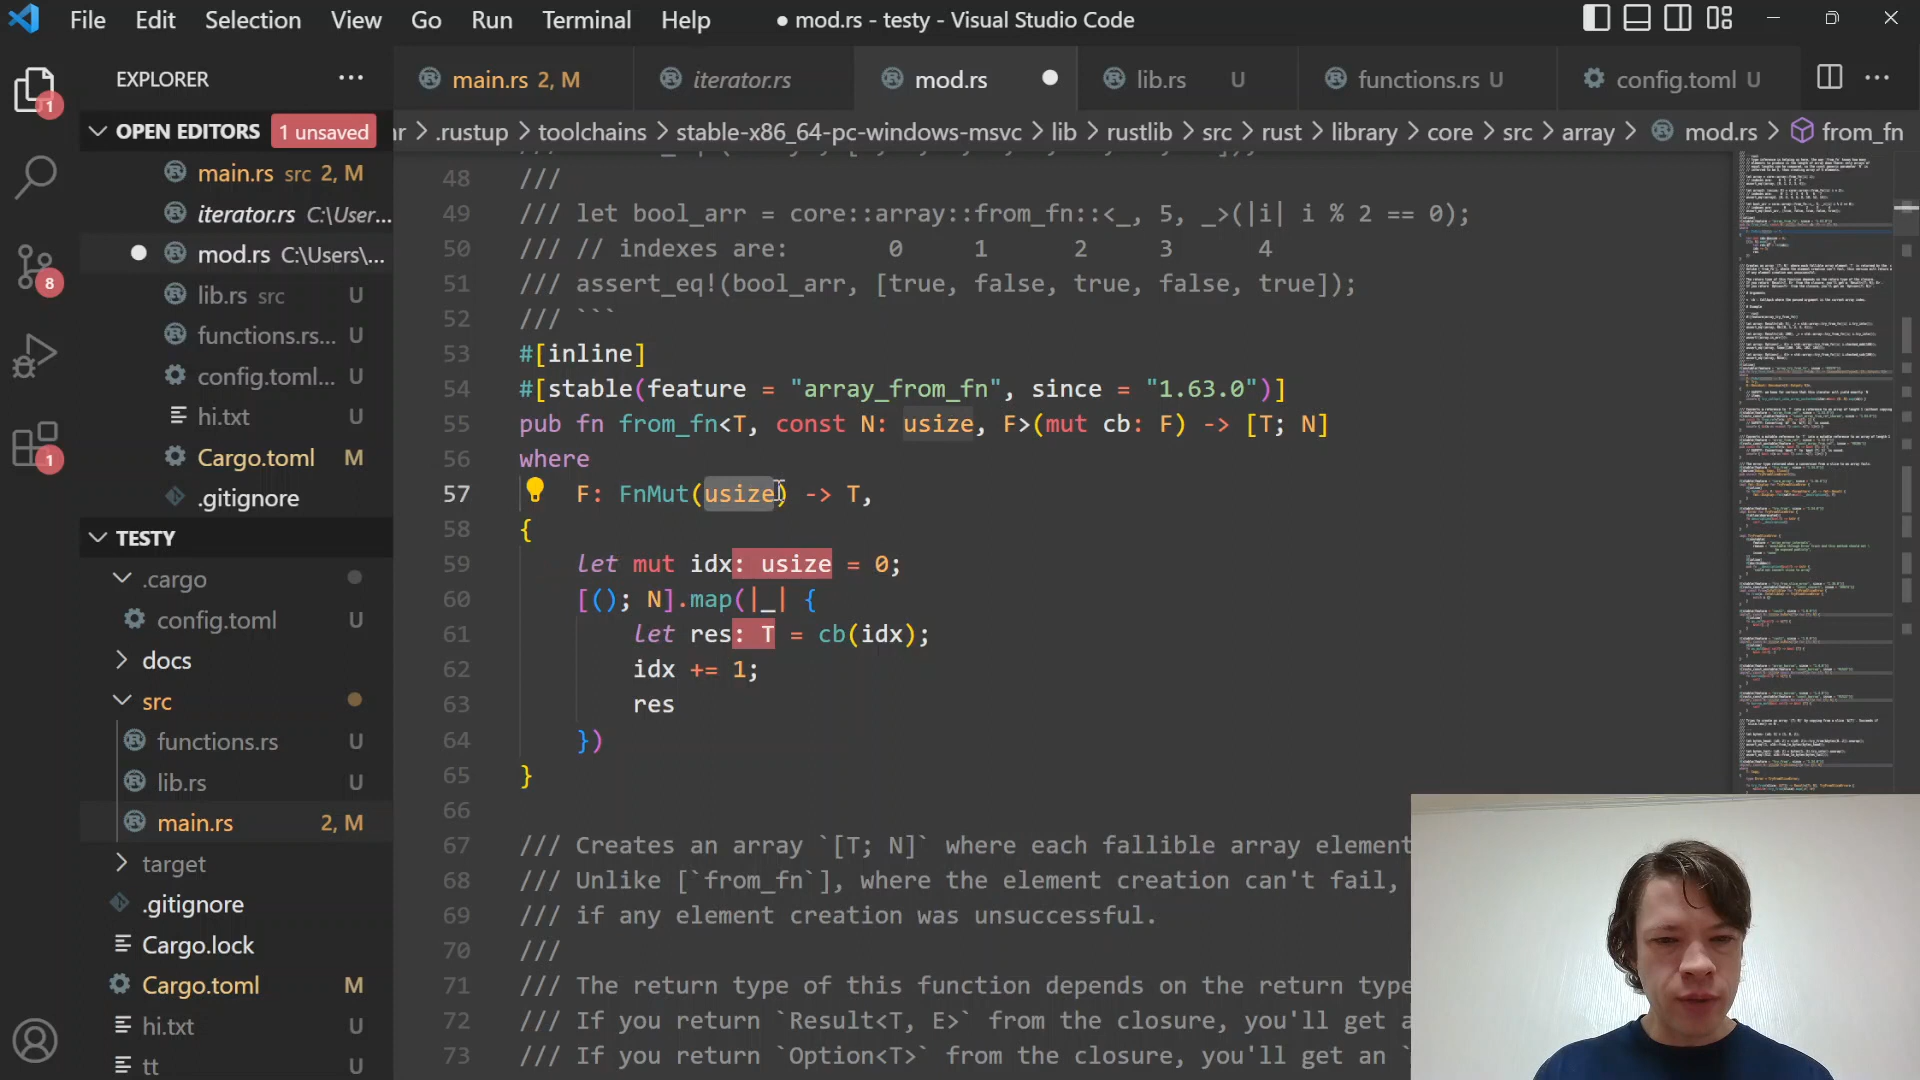 File Edit Selection View Go Run Terminal Help ● mod.rs - testy - Visual Studio Code
EXPLORER ...
main.rs 2, M
iterator.rs
mod.rs ●
lib.rs U
functions.rs U
config.toml U
OPEN EDITORS 1 unsaved
.rustup > toolchains > stable-x86_64-pc-windows-msvc > lib > rustlib > src > rust > library > core > src > array > mod.rs > from_fn
main.rs src 2, M
iterator.rs C:\User...
mod.rs C:\Users\...
lib.rs src U
functions.rs... U
config.toml... U
hi.txt U
Cargo.toml M
.gitignore
TESTY
.cargo
config.toml U
docs
src
functions.rs U
lib.rs U
main.rs 2, M
target
.gitignore
Cargo.lock
Cargo.toml M
hi.txt U
tt U
1
8
1
48 ///
49 /// let bool_arr = core::array::from_fn::<_, 5, _>(|i| i % 2 == 0);
50 /// // indexes are: 0 1 2 3 4
51 /// assert_eq!(bool_arr, [true, false, true, false, true]);
52 /// ```
53 #[inline]
54 #[stable(feature = "array_from_fn", since = "1.63.0")]
55 pub fn from_fn<T, const N: usize, F>(mut cb: F) -> [T; N]
56 where
57 F: FnMut(usize) -> T,
58 {
59 let mut idx: usize = 0;
60 [(); N].map(|_| {
61 let res: T = cb(idx);
62 idx += 1;
63 res
64 })
65 }
66
67 /// Creates an array `[T; N]` where each fallible array element
68 /// Unlike [`from_fn`], where the element creation can't fail,
69 /// if any element creation was unsuccessful.
70 ///
71 /// The return type of this function depends on the return type
72 /// If you return `Result<T, E>` from the closure, you'll get a
73 /// If you return `Option<T>` from the closure, you'll get an `